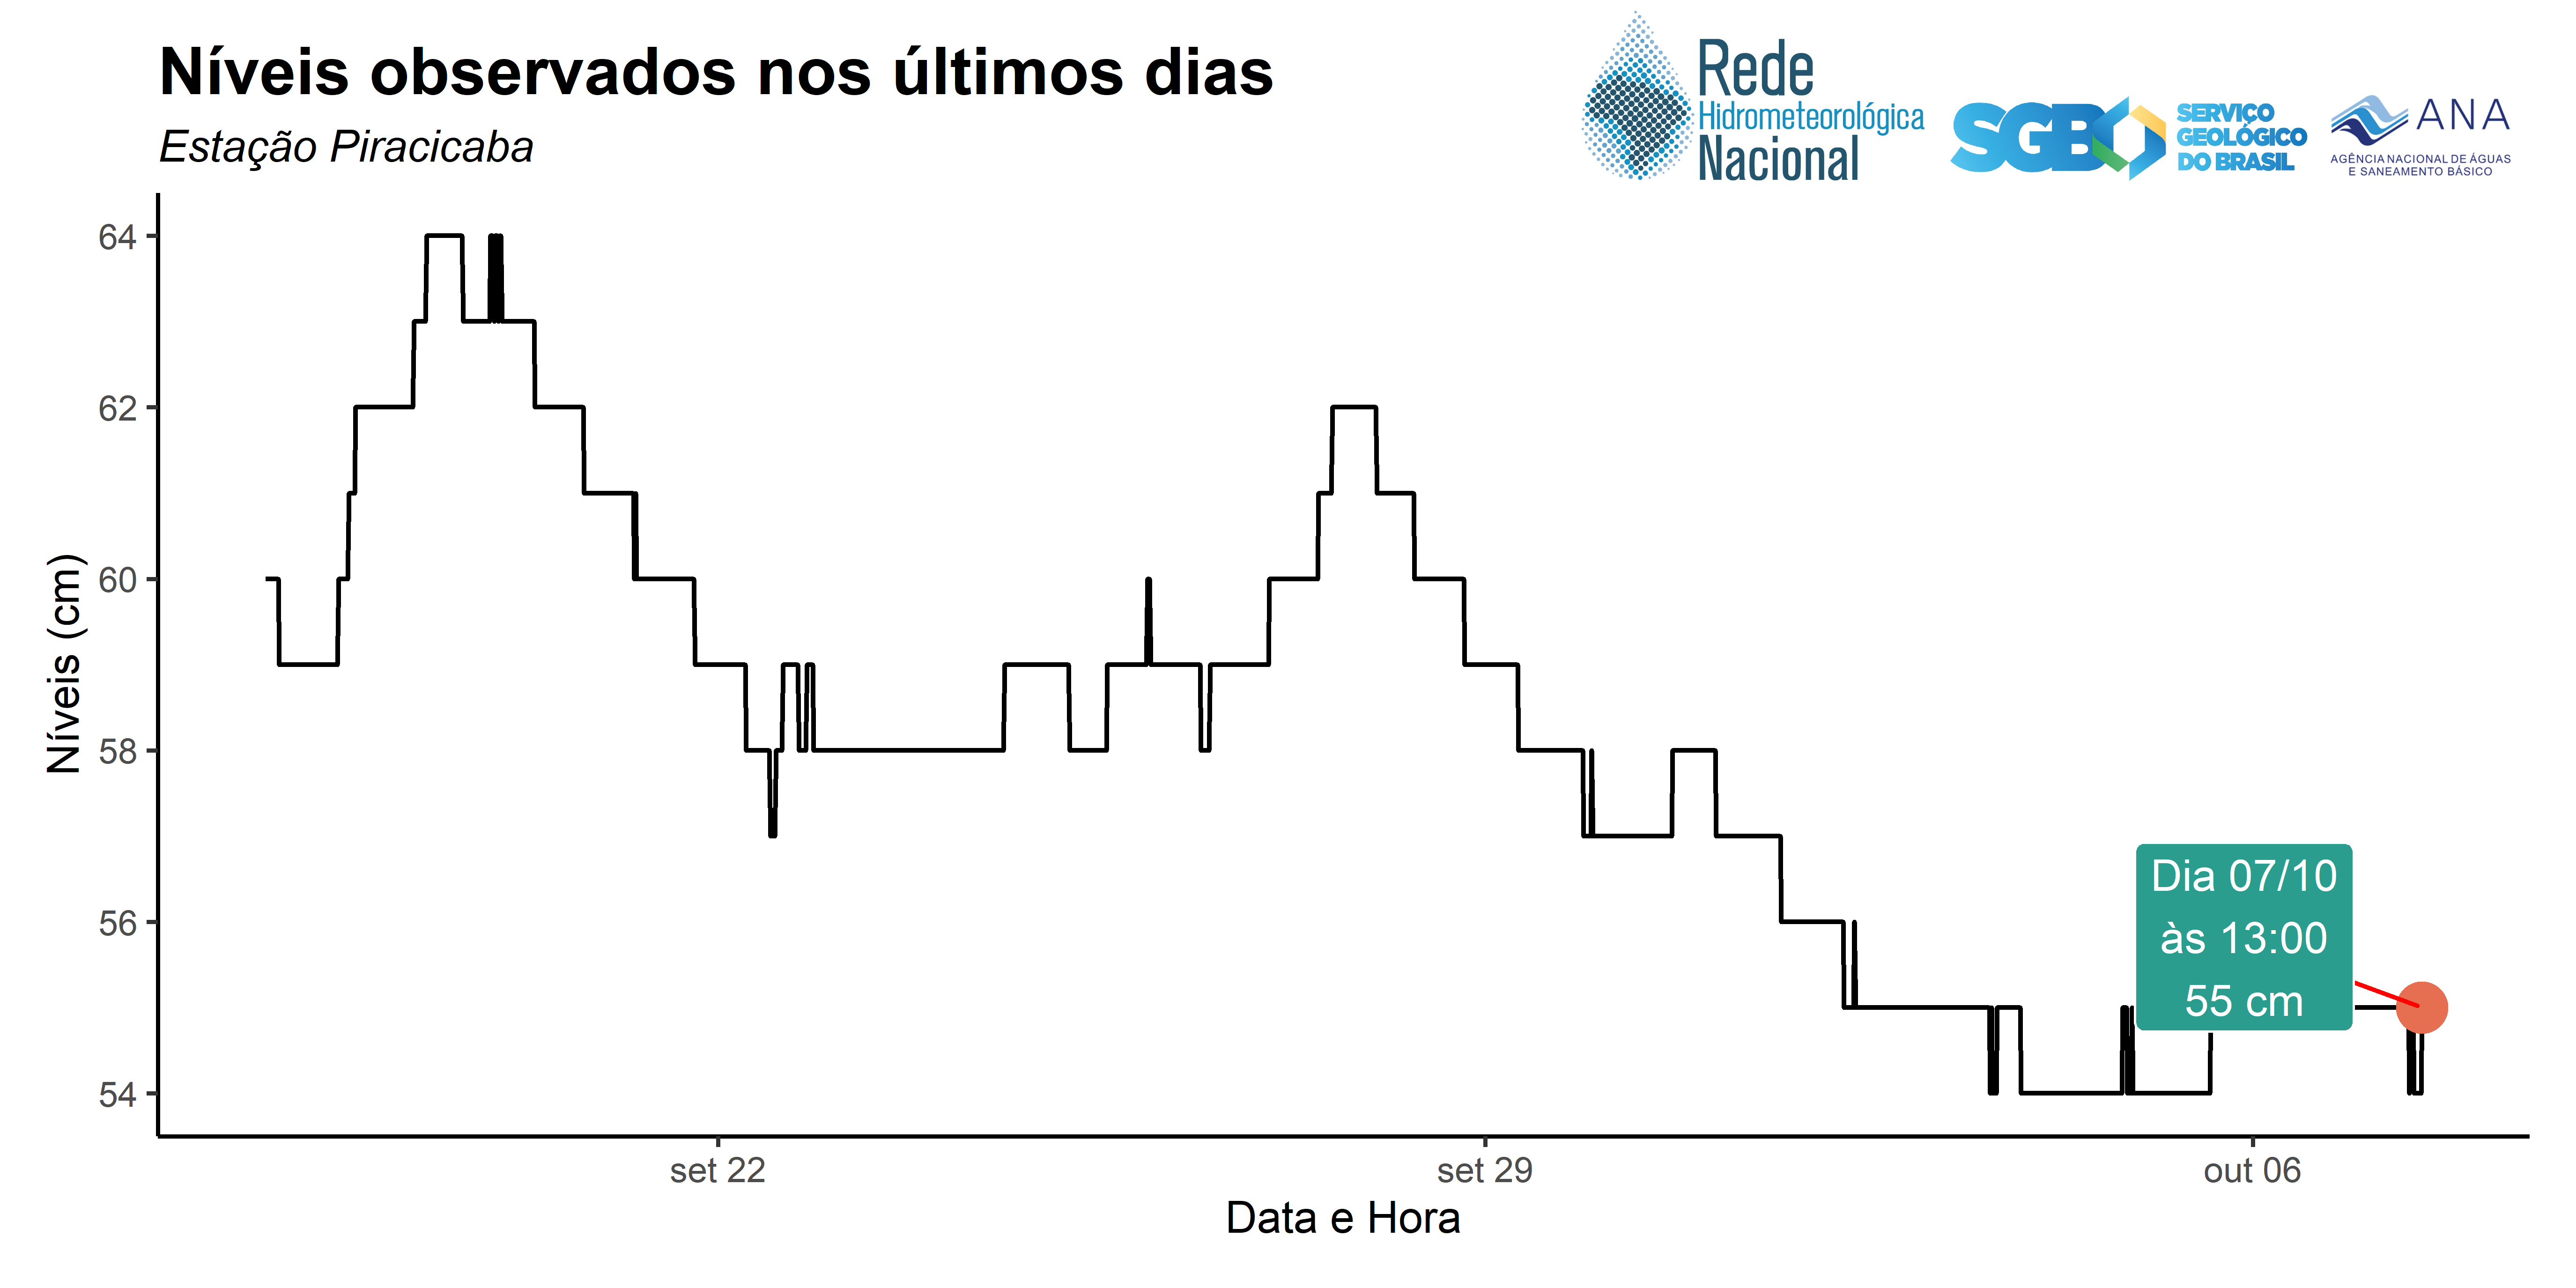 Níveis observados nos últimos dias
Estação Piracicaba
Rede
Hidrometeorológica
Nacional
SGB
SERVIÇO
GEOLÓGICO
DO BRASIL
ANA
AGÊNCIA NACIONAL DE ÁGUAS
E SANEAMENTO BÁSICO
Níveis (cm)
64
62
60
58
56
54
Dia 07/10
às 13:00
55 cm
set 22
set 29
out 06
Data e Hora